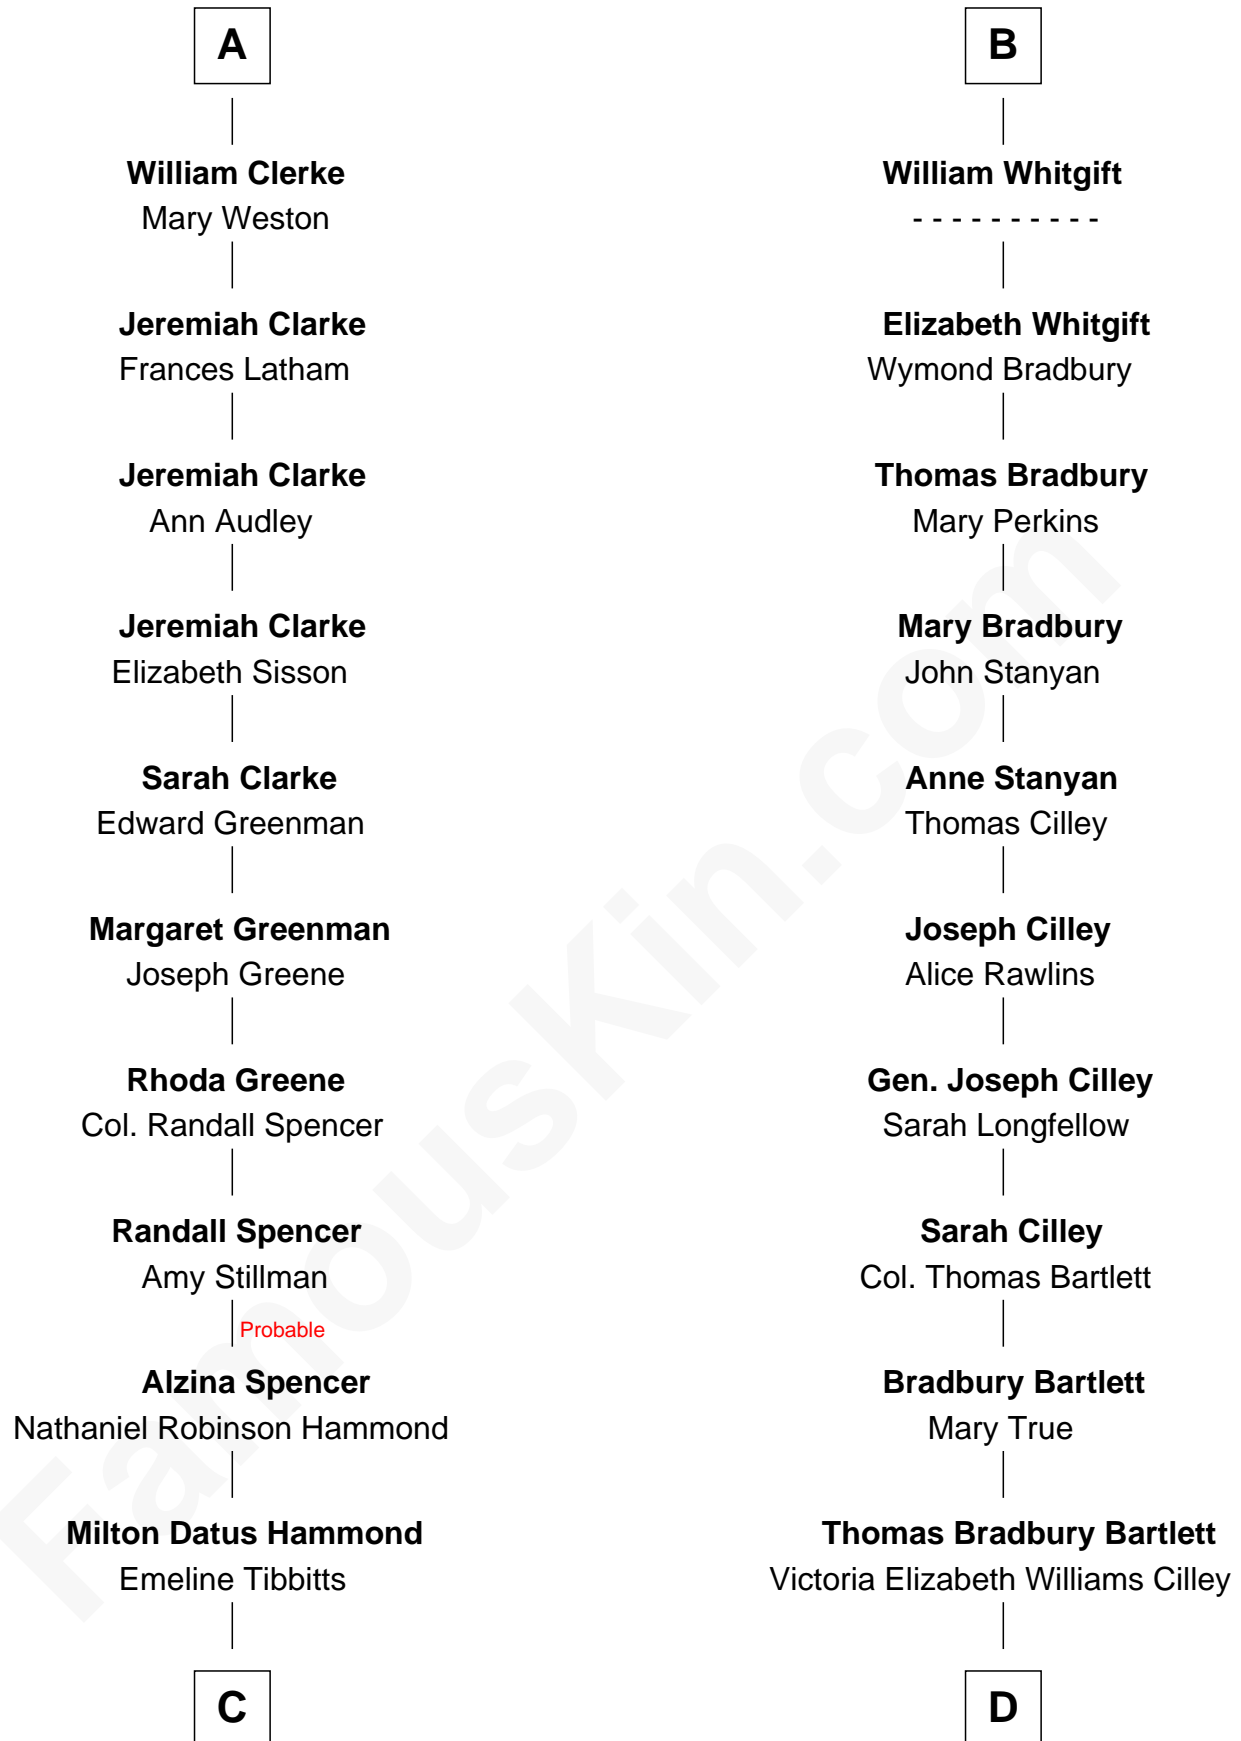 A
William Clerke
Mary Weston
Jeremiah Clarke
Frances Latham
Jeremiah Clarke
Ann Audley
Jeremiah Clarke
Elizabeth Sisson
Sarah Clarke
Edward Greenman
Margaret Greenman
Joseph Greene
Rhoda Greene
Col. Randall Spencer
Randall Spencer
Amy Stillman
Probable
Alzina Spencer
Nathaniel Robinson Hammond
Milton Datus Hammond
Emeline Tibbitts
C
B
William Whitgift
- - - - - - - - - -
Elizabeth Whitgift
Wymond Bradbury
Thomas Bradbury
Mary Perkins
Mary Bradbury
John Stanyan
Anne Stanyan
Thomas Cilley
Joseph Cilley
Alice Rawlins
Gen. Joseph Cilley
Sarah Longfellow
Sarah Cilley
Col. Thomas Bartlett
Bradbury Bartlett
Mary True
Thomas Bradbury Bartlett
Victoria Elizabeth Williams Cilley
D
FamousKin.com